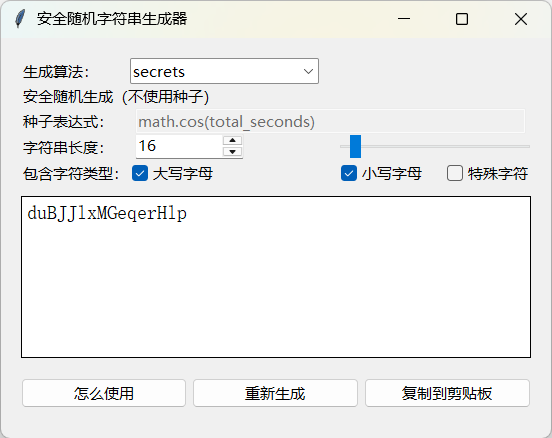 安全随机字符串生成器
生成算法: secrets
安全随机生成（不使用种子）
种子表达式: math.cos(total_seconds)
字符串长度: 16
包含字符类型: 大写字母 小写字母 特殊字符
duBJJlxMGeqerHlp
怎么使用 重新生成 复制到剪贴板